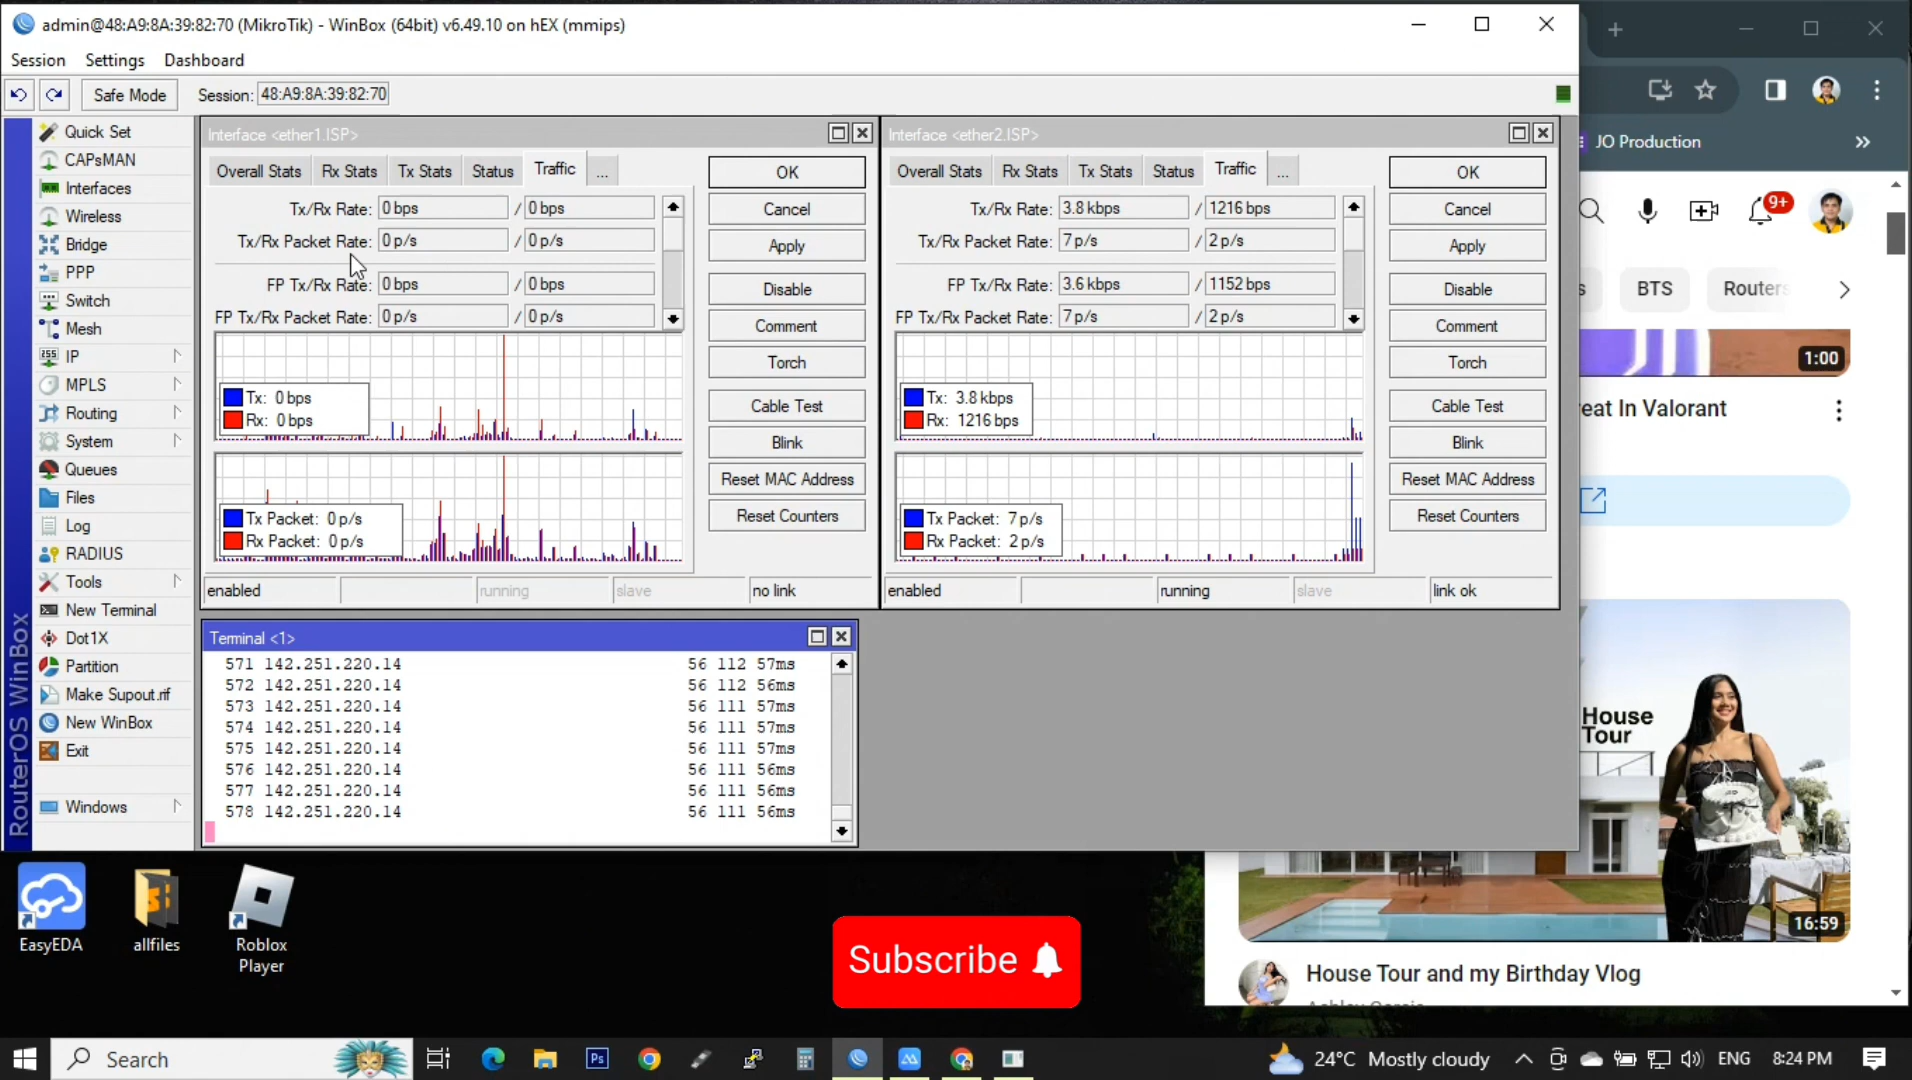 admin@48:A9:8A:39:82:70 (MikroTik) - WinBox (64bit) v6.49.10 on hEX (mmips)
Session Settings Dashboard
Safe Mode Session: 48:A9:8A:39:82:70
Quick Set
CAPsMAN
Interfaces
Wireless
Bridge
PPP
Switch
Mesh
IP
MPLS
Routing
System
Queues
Files
Log
RADIUS
Tools
New Terminal
Dot1X
Partition
Make Supout.rif
New WinBox
Exit
Windows
RouterOS WinBox
Interface <ether1.ISP>
Overall Stats Rx Stats Tx Stats Status Traffic ...
Tx/Rx Rate: 0 bps / 0 bps
Tx/Rx Packet Rate: 0 p/s / 0 p/s
FP Tx/Rx Rate: 0 bps / 0 bps
FP Tx/Rx Packet Rate: 0 p/s / 0 p/s
Tx: 0 bps
Rx: 0 bps
Tx Packet: 0 p/s
Rx Packet: 0 p/s
OK
Cancel
Apply
Disable
Comment
Torch
Cable Test
Blink
Reset MAC Address
Reset Counters
enabled running slave no link
Interface <ether2.ISP>
Overall Stats Rx Stats Tx Stats Status Traffic ...
Tx/Rx Rate: 3.8 kbps / 1216 bps
Tx/Rx Packet Rate: 7 p/s / 2 p/s
FP Tx/Rx Rate: 3.6 kbps / 1152 bps
FP Tx/Rx Packet Rate: 7 p/s / 2 p/s
Tx: 3.8 kbps
Rx: 1216 bps
Tx Packet: 7 p/s
Rx Packet: 2 p/s
OK
Cancel
Apply
Disable
Comment
Torch
Cable Test
Blink
Reset MAC Address
Reset Counters
enabled running slave link ok
Terminal <1>
571 142.251.220.14 56 112 57ms
572 142.251.220.14 56 112 56ms
573 142.251.220.14 56 111 57ms
574 142.251.220.14 56 111 57ms
575 142.251.220.14 56 111 57ms
576 142.251.220.14 56 111 56ms
577 142.251.220.14 56 111 56ms
578 142.251.220.14 56 111 56ms
JO Production
9+
s BTS Routers
1:00
eat In Valorant
House
Tour
16:59
House Tour and my Birthday Vlog
EasyEDA
allfiles
Roblox
Player
Subscribe
Search
Ps
24°C Mostly cloudy
ENG
8:24 PM